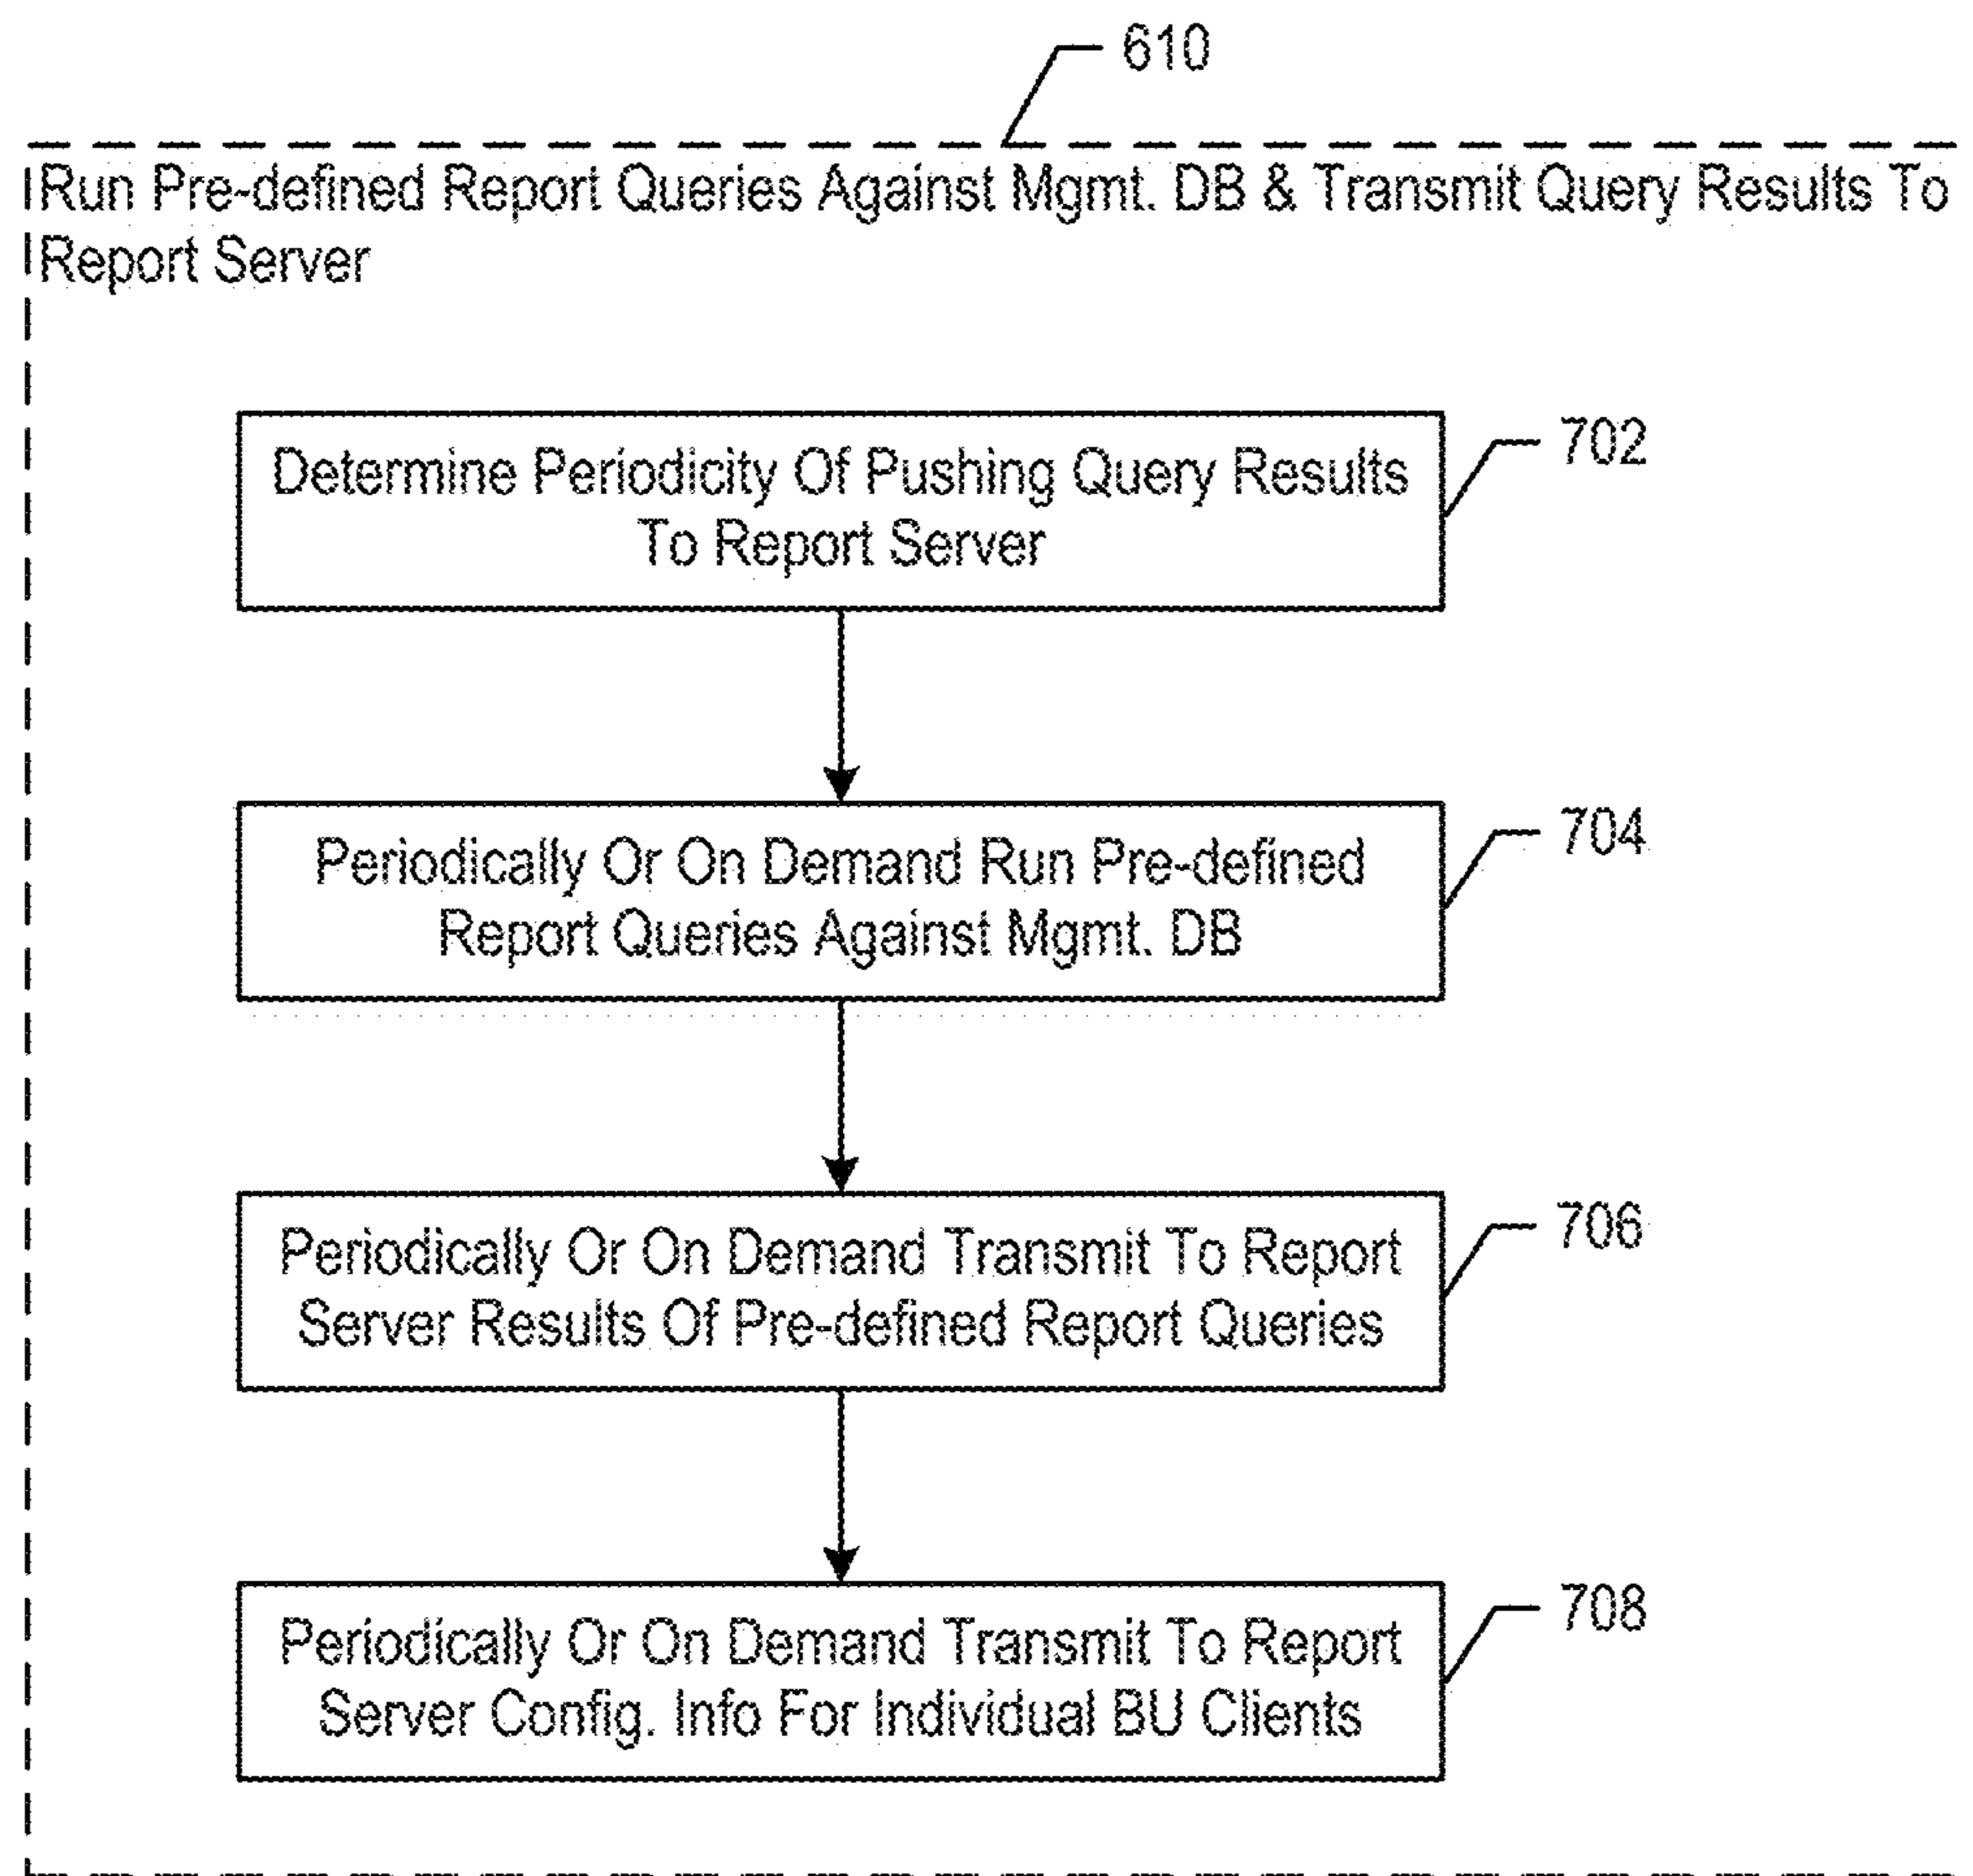 610
Run Pre-defined Report Queries Against Mgmt. DB & Transmit Query Results To
Report Server
Determine Periodicity Of Pushing Query Results
To Report Server
702
Periodically Or On Demand Run Pre-defined
Report Queries Against Mgmt. DB
704
Periodically Or On Demand Transmit To Report
Server Results Of Pre-defined Report Queries
706
Periodically Or On Demand Transmit To Report
Server Config. Info For Individual BU Clients
708